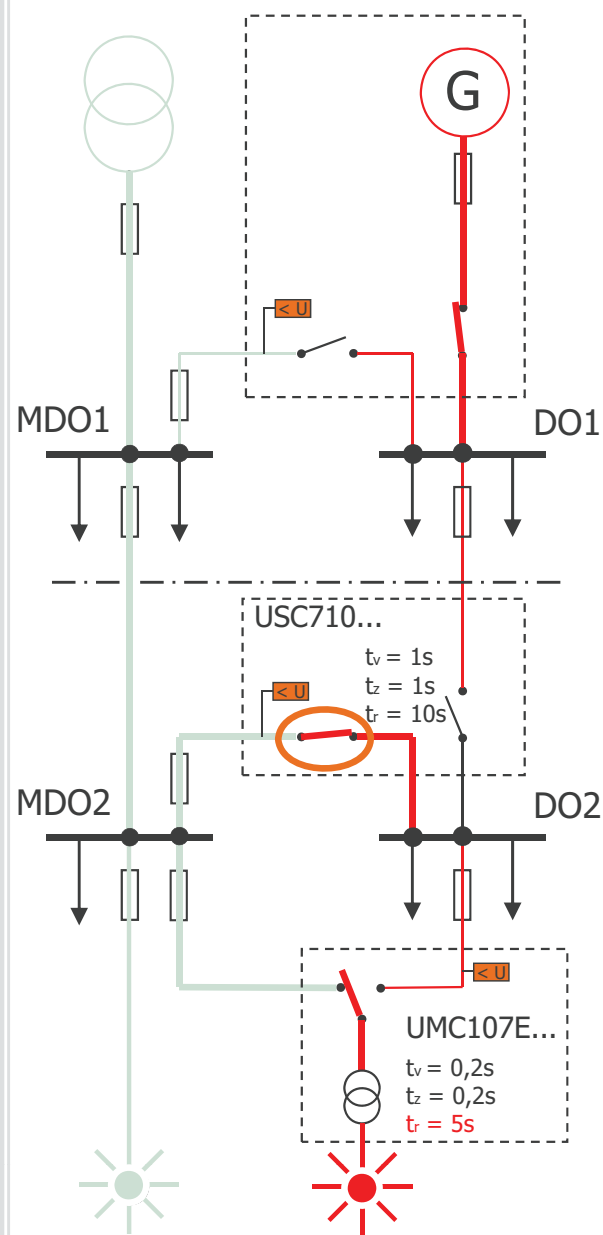 G
< U
MDO1
DO1
USC710...
tv = 1s
tz = 1s
tr = 10s
< U
MDO2
DO2
< U
UMC107E...
tv = 0,2s
tz = 0,2s
tr = 5s